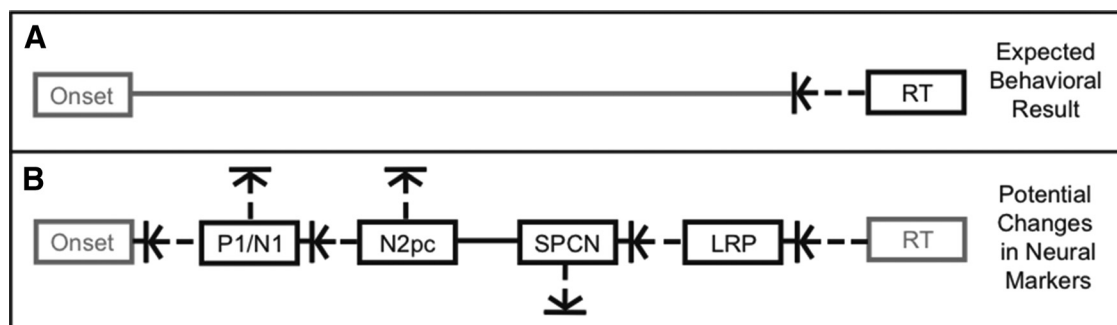 A
Onset
RT
Expected
Behavioral
Result
B
Onset
P1/N1
N2pc
SPCN
LRP
RT
Potential
Changes
in Neural
Markers